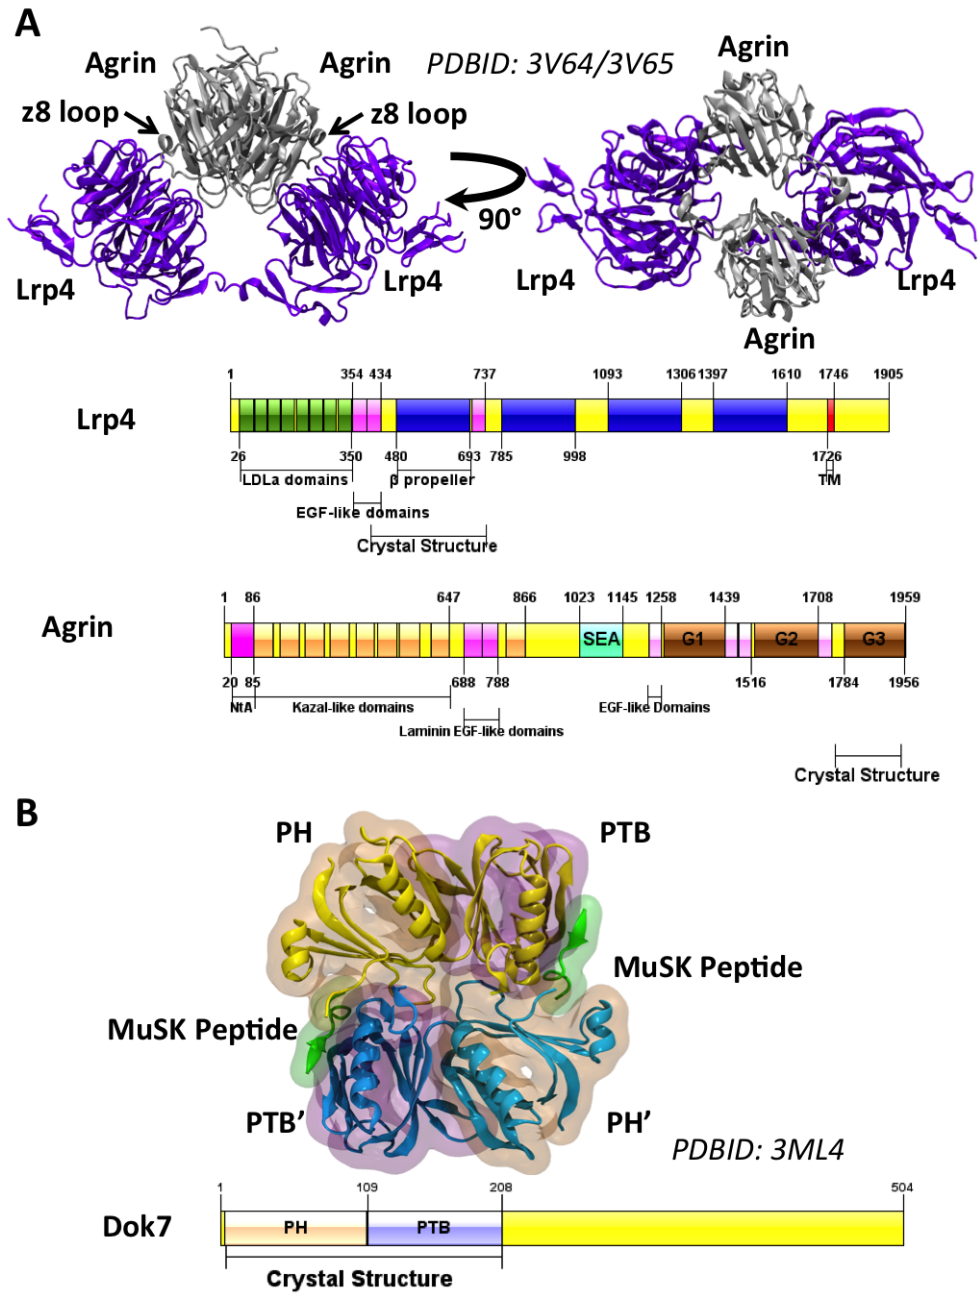 A
Agrin
Agrin
PDBID: 3V64/3V65
Agrin
z8 loop
z8 loop
90°
Lrp4
Lrp4
Lrp4
Lrp4
Agrin
1 354 434 737 1093 1306 1397 1610 1746 1905
Lrp4
26 350 480 693 785 998 1726
LDLa domains
β propeller
TM
EGF-like domains
Crystal Structure
1 86 647 866 1023 1145 1258 1439 1708 1959
Agrin
SEA G1 G2 G3
20 85 688 788 1516 1784 1956
NtA
Kazal-like domains
EGF-like Domains
Laminin EGF-like domains
Crystal Structure
B
PH
PTB
MuSK Peptide
MuSK Peptide
PTB’
PH’
PDBID: 3ML4
1 109 208 504
Dok7
PH PTB
Crystal Structure